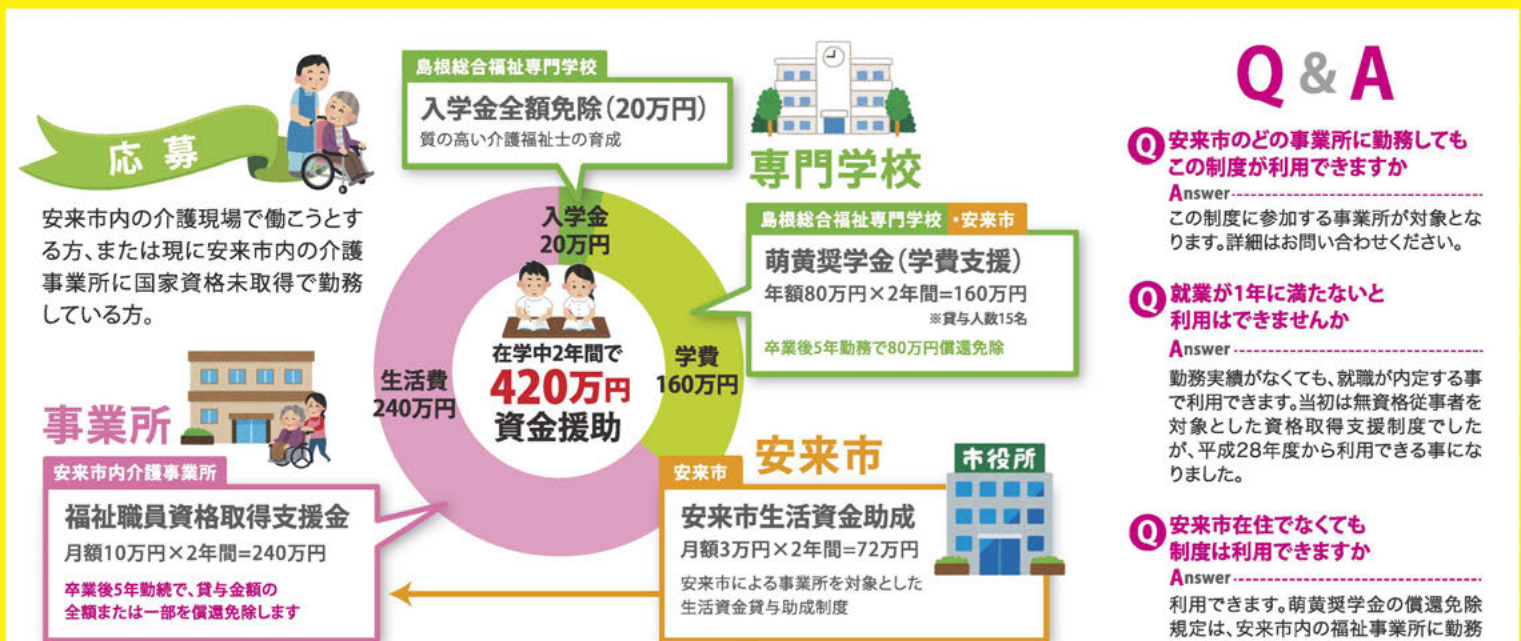 応募
安来市内の介護現場で働こうとす
る方、または現に安来市内の介護
事業所に国家資格未取得で勤務
している方。
島根総合福祉専門学校
入学金全額免除(20万円)
質の高い介護福祉士の育成
専門学校
島根総合福祉専門学校・安来市
萌黄奨学金(学費支援)
年額80万円×2年間=160万円
※貸与人数15名
卒業後5年勤務で80万円償還免除
入学金
20万円
在学中2年間で
420万円
資金援助
学費
160万円
生活費
240万円
事業所
安来市内介護事業所
福祉職員資格取得支援金
月額10万円×2年間=240万円
卒業後5年勤続で、貸与金額の
全額または一部を償還免除します
安来市
市役所
安来市
安来市生活資金助成
月額3万円×2年間=72万円
安来市による事業所を対象とした
生活資金貸与助成制度
Q & A
Q 安来市のどの事業所に勤務しても
この制度が利用できますか
Answer
この制度に参加する事業所が対象とな
ります。詳細はお問い合わせください。
Q 就業が1年に満たないと
利用はできませんか
Answer
勤務実績がなくても、就職が内定する事
で利用できます。当初は無資格従事者を
対象とした資格取得支援制度でした
が、平成28年度から利用できる事にな
りました。
Q 安来市在住でなくても
制度は利用できますか
Answer
利用できます。萌黄奨学金の償還免除
規定は、安来市内の福祉事業所に勤務